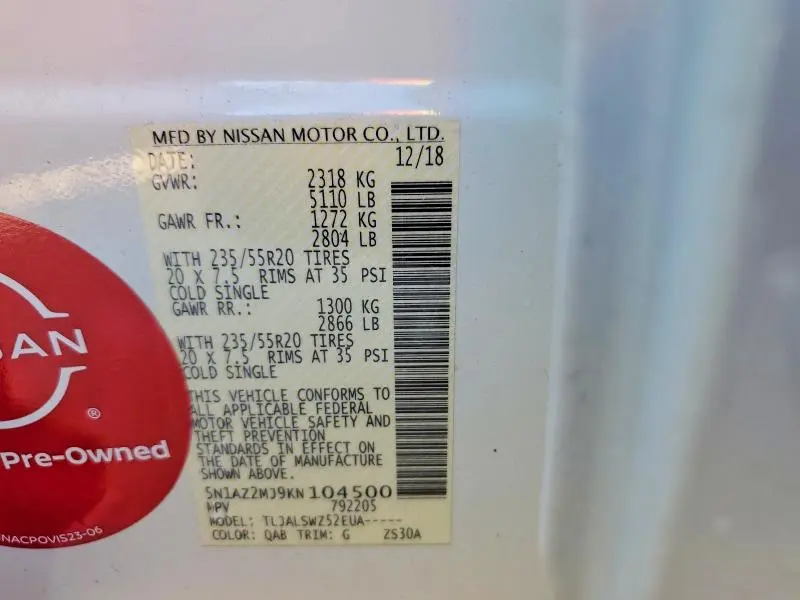 MFD BY NISSAN MOTOR CO., LTD.
DATE: 12/18
GVWR: 2318 KG
5110 LB
GAWR FR.: 1272 KG
2804 LB
WITH 235/55R20 TIRES
20 X 7.5 RIMS AT 35 PSI
COLD SINGLE
GAWR RR.: 1300 KG
2866 LB
WITH 235/55R20 TIRES
20 X 7.5 RIMS AT 35 PSI
COLD SINGLE
THIS VEHICLE CONFORMS TO
ALL APPLICABLE FEDERAL
MOTOR VEHICLE SAFETY AND
THEFT PREVENTION
STANDARDS IN EFFECT ON
THE DATE OF MANUFACTURE
SHOWN ABOVE.
5N1AZ2MJ9KN104500
MPV 792205
MODEL: TLJALSWZ52EUA-----
COLOR: QAB TRIM: G ZS30A
SAN
®
Pre-Owned
NACPOVIS23-06